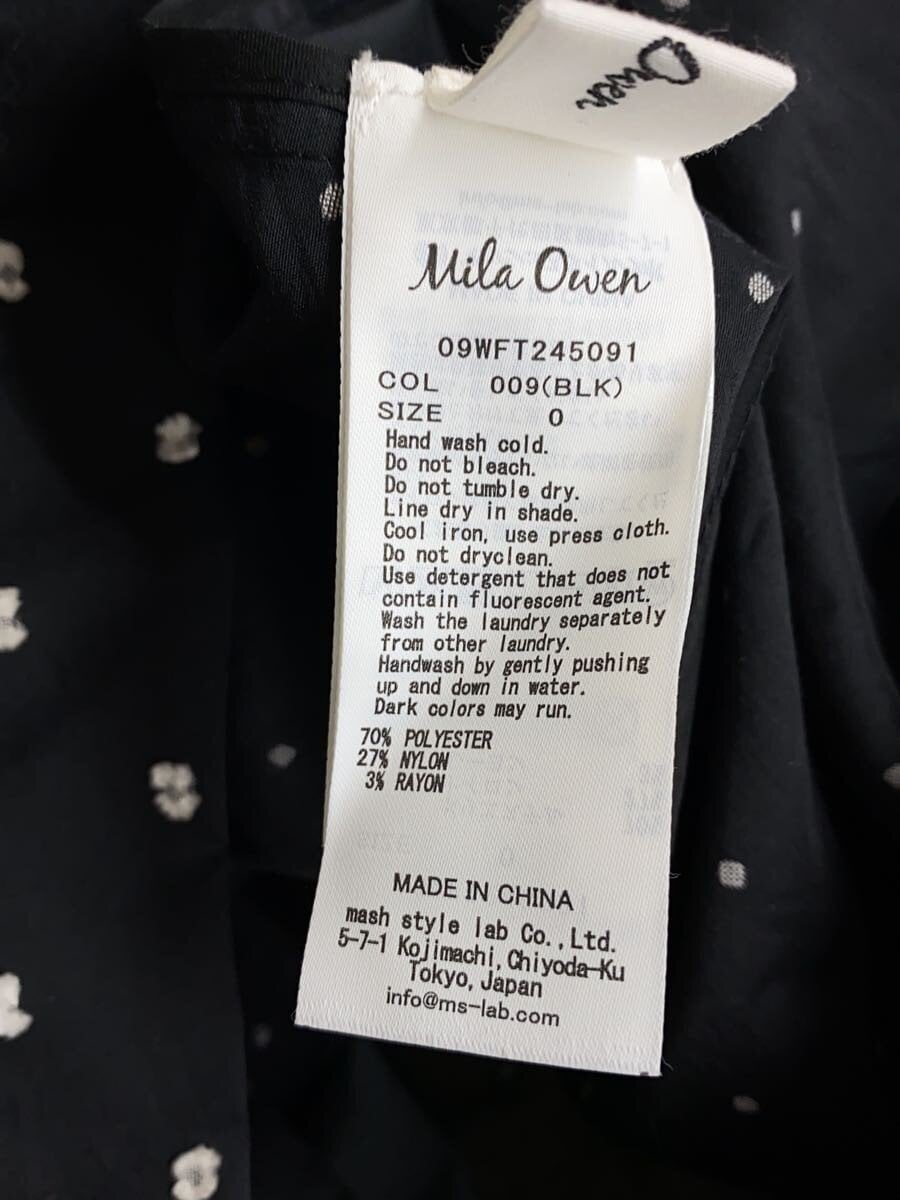 Owen
Mila Owen
09WFT245091
COL 009(BLK)
SIZE 0
Hand wash cold.
Do not bleach.
Do not tumble dry.
Line dry in shade.
Cool iron, use press cloth.
Do not dryclean.
Use detergent that does not
contain fluorescent agent.
Wash the laundry separately
from other laundry.
Handwash by gently pushing
up and down in water.
Dark colors may run.
70% POLYESTER
27% NYLON
3% RAYON
MADE IN CHINA
mash style lab Co.,Ltd.
5-7-1 Kojimachi,Chiyoda-Ku
Tokyo,Japan
info@ms-lab.com